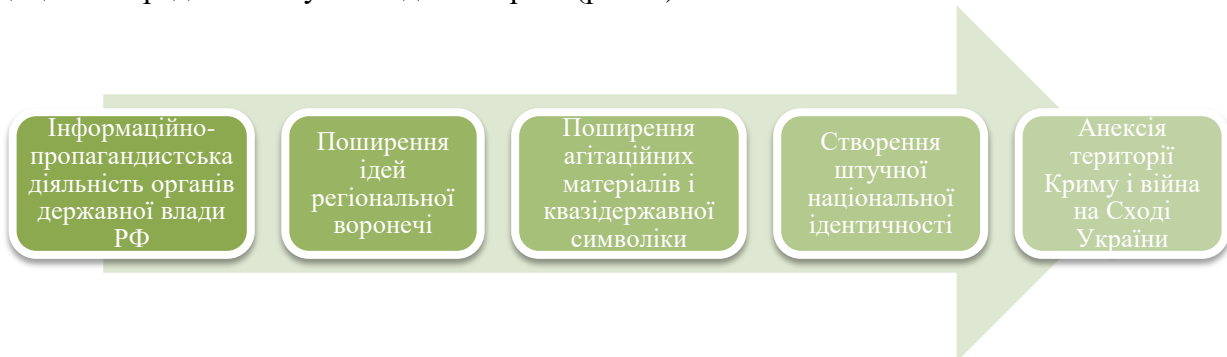 Інформаційно-
пропагандистська
діяльність органів
державної влади
РФ
Поширення
ідей
регіональної
воронечі
Поширення
агітаційних
матеріалів і
квазідержавної
символіки
Створення
штучної
національної
ідентичності
Анексія
території
Криму і війна
на Сході
України